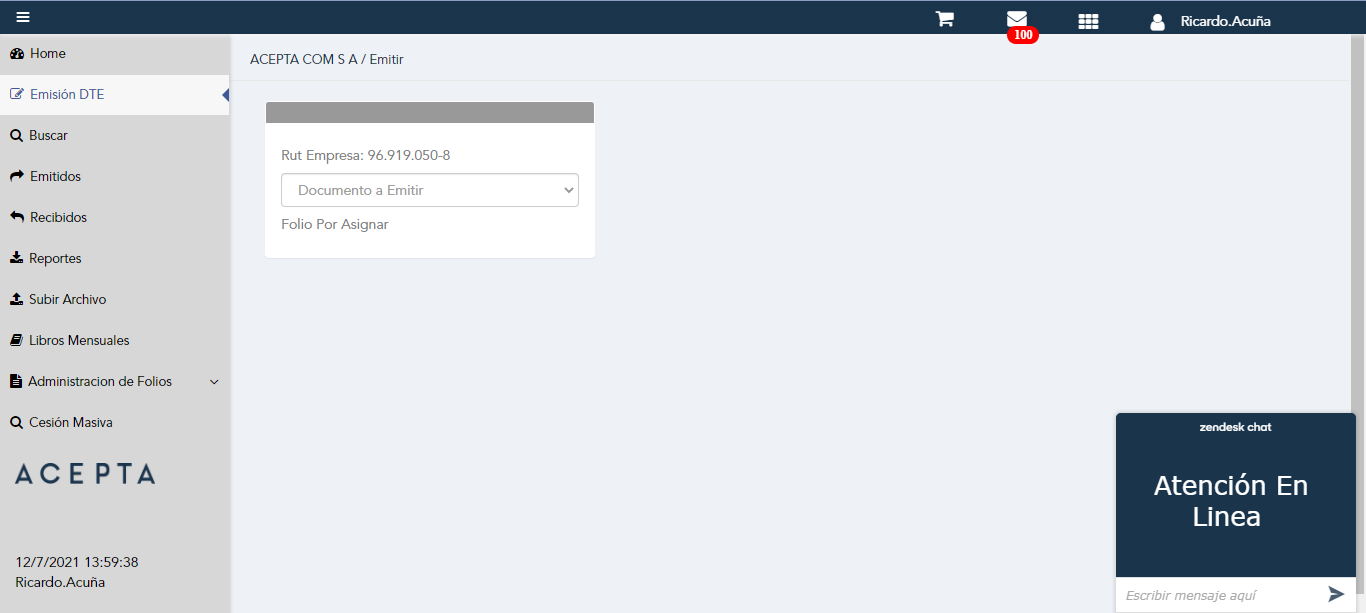 Ricardo.Acuña
100
Home
ACEPTA COM S A / Emitir
Emisión DTE
Buscar
Emitidos
Recibidos
Reportes
Subir Archivo
Libros Mensuales
Administracion de Folios
Cesión Masiva
ACEPTA
12/7/2021 13:59:38
Ricardo.Acuña
Rut Empresa: 96.919.050-8
Documento a Emitir
Folio Por Asignar
zendesk chat
Atención En
Linea
Escribir mensaje aquí